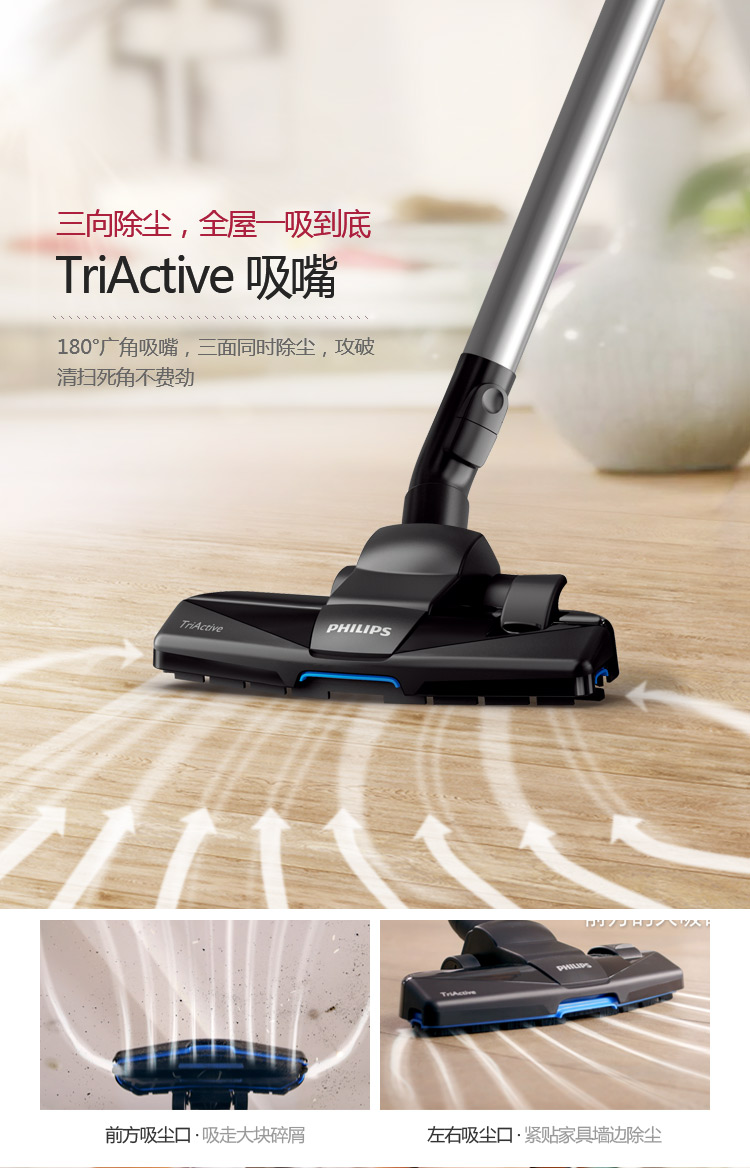 三向除尘，全屋一吸到底
TriActive 吸嘴
180°广角吸嘴，三面同时除尘，攻破
清扫死角不费劲
TriActive
PHILIPS
PHILIPS
TriActive
前方吸尘口·吸走大块碎屑
左右吸尘口·紧贴家具墙边除尘